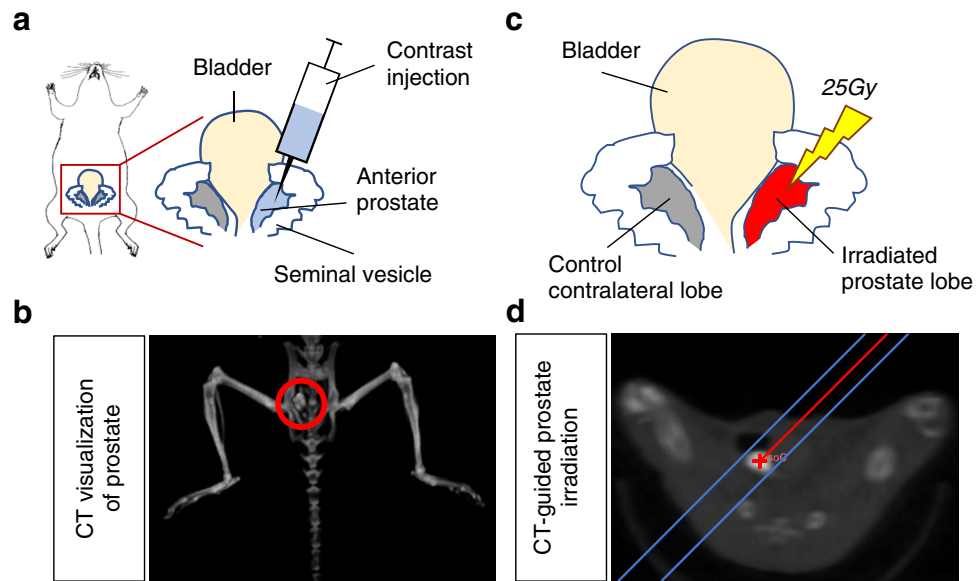 a
Bladder
Contrast
injection
Anterior
prostate
Seminal vesicle
b
CT visualization
of prostate
c
Bladder
25Gy
Control
contralateral lobe
Irradiated
prostate lobe
d
CT-guided prostate
irradiation
isoC